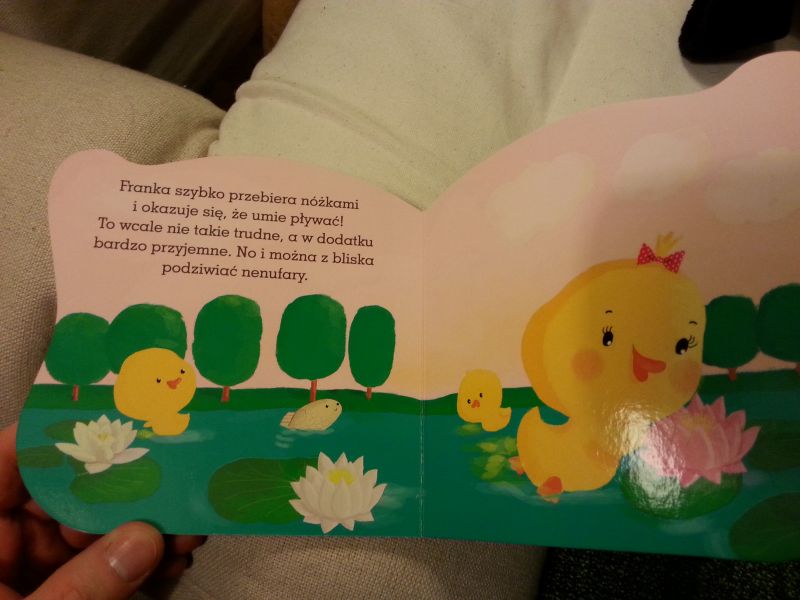 Franka szybko przebiera nóżkami
i okazuje się, że umie pływać!
To wcale nie takie trudne, a w dodatku
bardzo przyjemne. No i można z bliska
podziwiać nenufary.